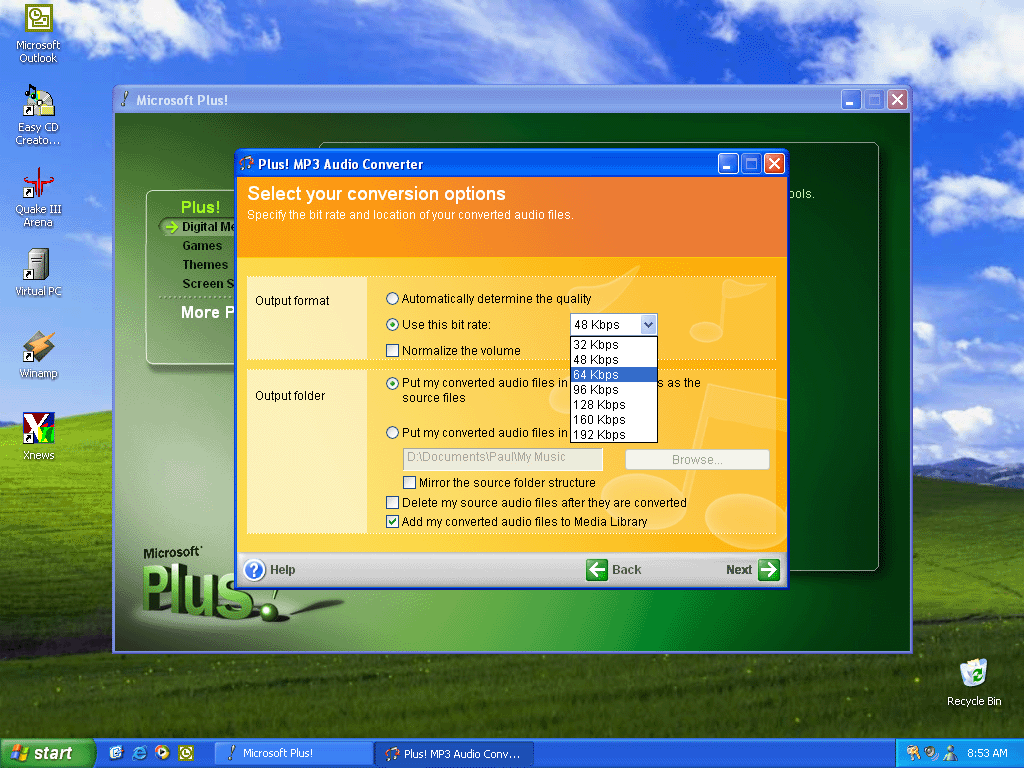 Microsoft
Outlook
Easy CD
Creato...
Quake III
Arena
Virtual PC
Winamp
Xnews
Microsoft Plus!
ools.
Plus!
Digital Me
Games
Themes
Screen S
More P
Plus! MP3 Audio Converter
Select your conversion options
Specify the bit rate and location of your converted audio files.
Output format
Automatically determine the quality
Use this bit rate:
48 Kbps
Normalize the volume
32 Kbps
48 Kbps
64 Kbps
96 Kbps
128 Kbps
160 Kbps
192 Kbps
Output folder
Put my converted audio files in s as the
source files
Put my converted audio files in
D:\Documents\Paul\My Music
Browse...
Mirror the source folder structure
Delete my source audio files after they are converted
Add my converted audio files to Media Library
Help
Back
Next
Microsoft
Plus!
Recycle Bin
start
Microsoft Plus!
Plus! MP3 Audio Conv...
8:53 AM